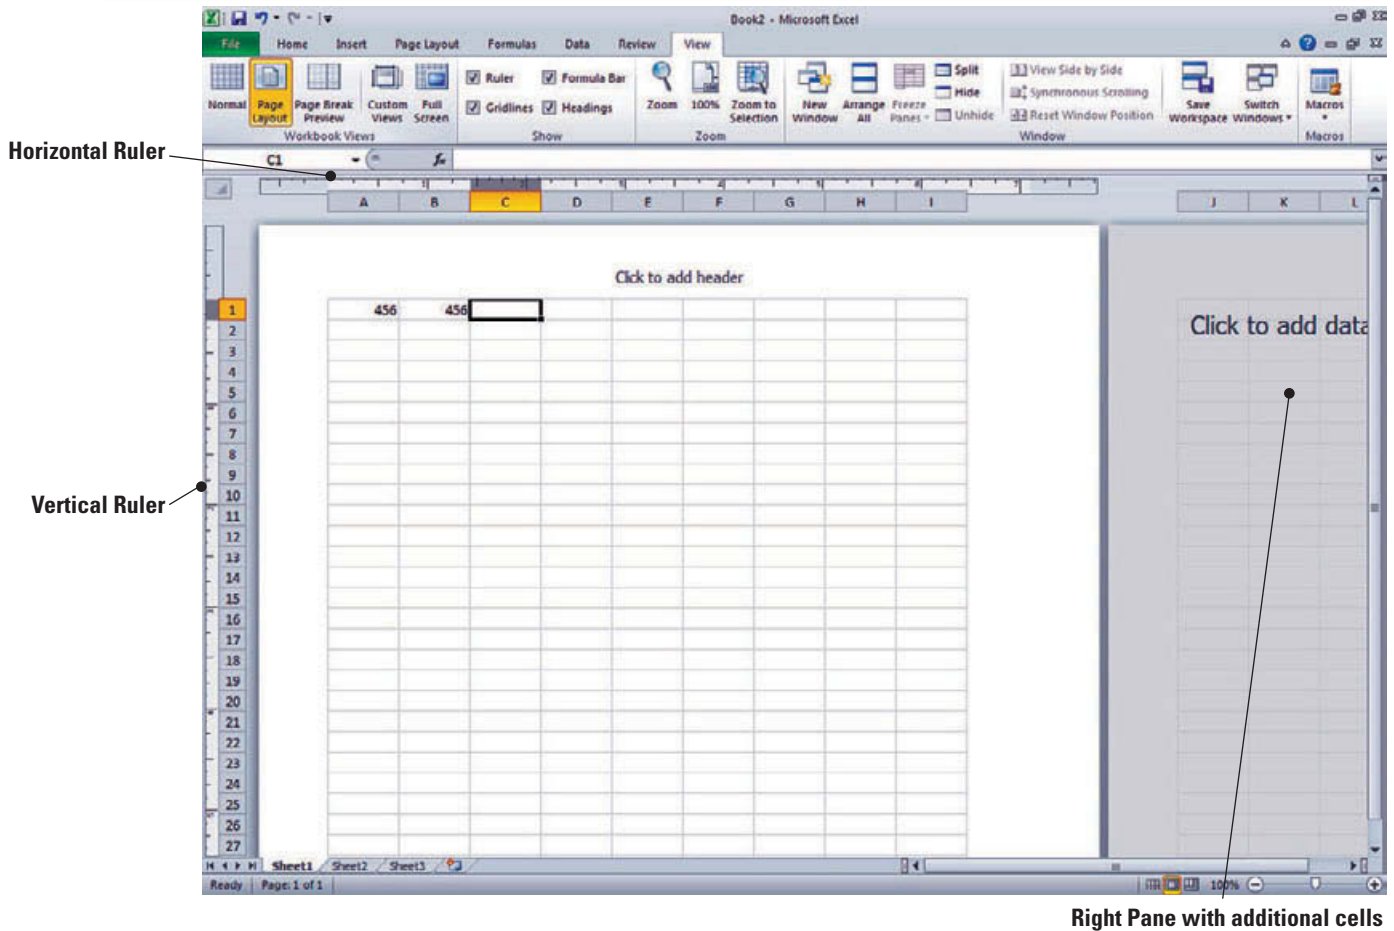 Book2 - Microsoft Excel
File Home Insert Page Layout Formulas Data Review View
Normal Page Layout Page Break Preview Custom Views Full Screen
Workbook Views
Ruler Formula Bar
Gridlines Headings
Show
Zoom 100% Zoom to Selection
Zoom
New Window Arrange All Freeze Panes
Split
Hide
Unhide
View Side by Side
Synchronous Scrolling
Reset Window Position
Window
Save Workspace Switch Windows
Macros
Macros
Horizontal Ruler
C1 fx
A B C D E F G H I J K L
Click to add header
1 456 456
Click to add data
2
3
4
5
6
7
8
9
Vertical Ruler
10
11
12
13
14
15
16
17
18
19
20
21
22
23
24
25
26
27
Sheet1 Sheet2 Sheet3
Ready Page: 1 of 1 100%
Right Pane with additional cells